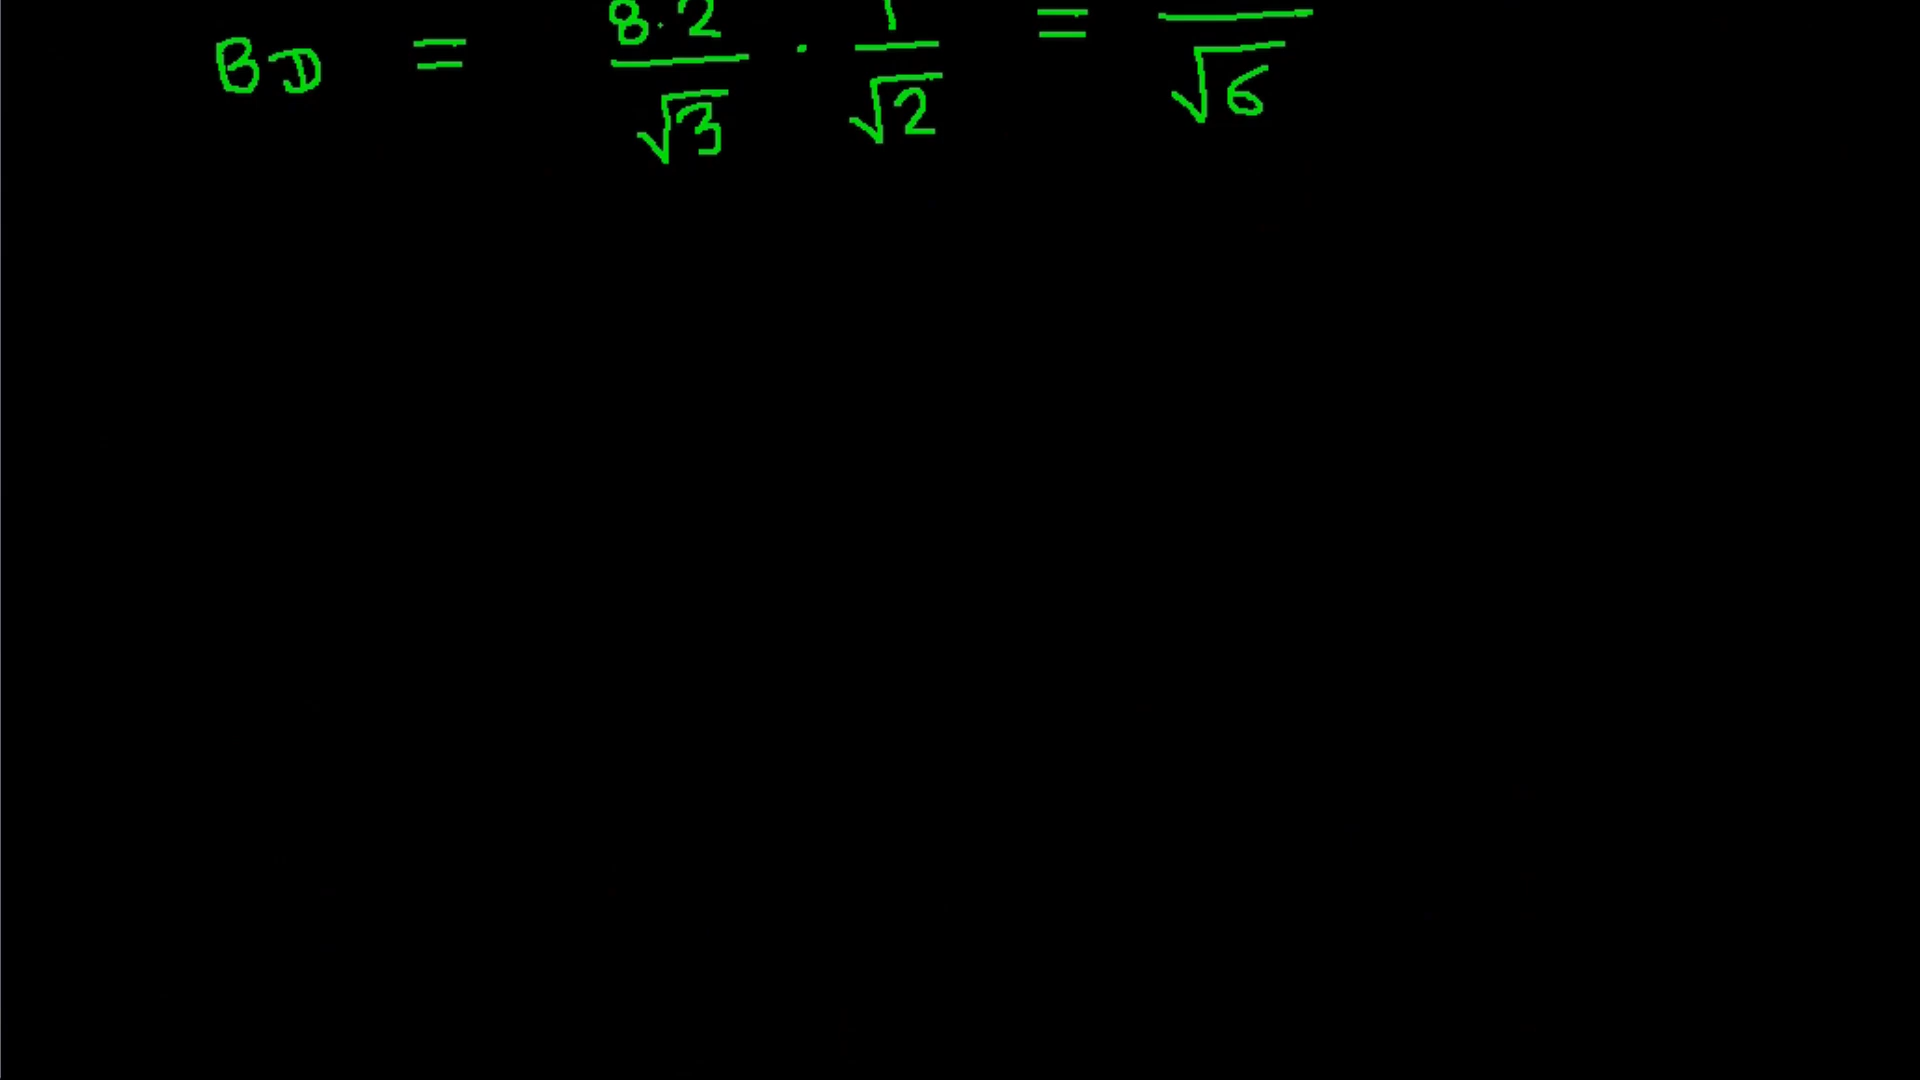 BD = 8.2/√3 · 1/√2 = /√6